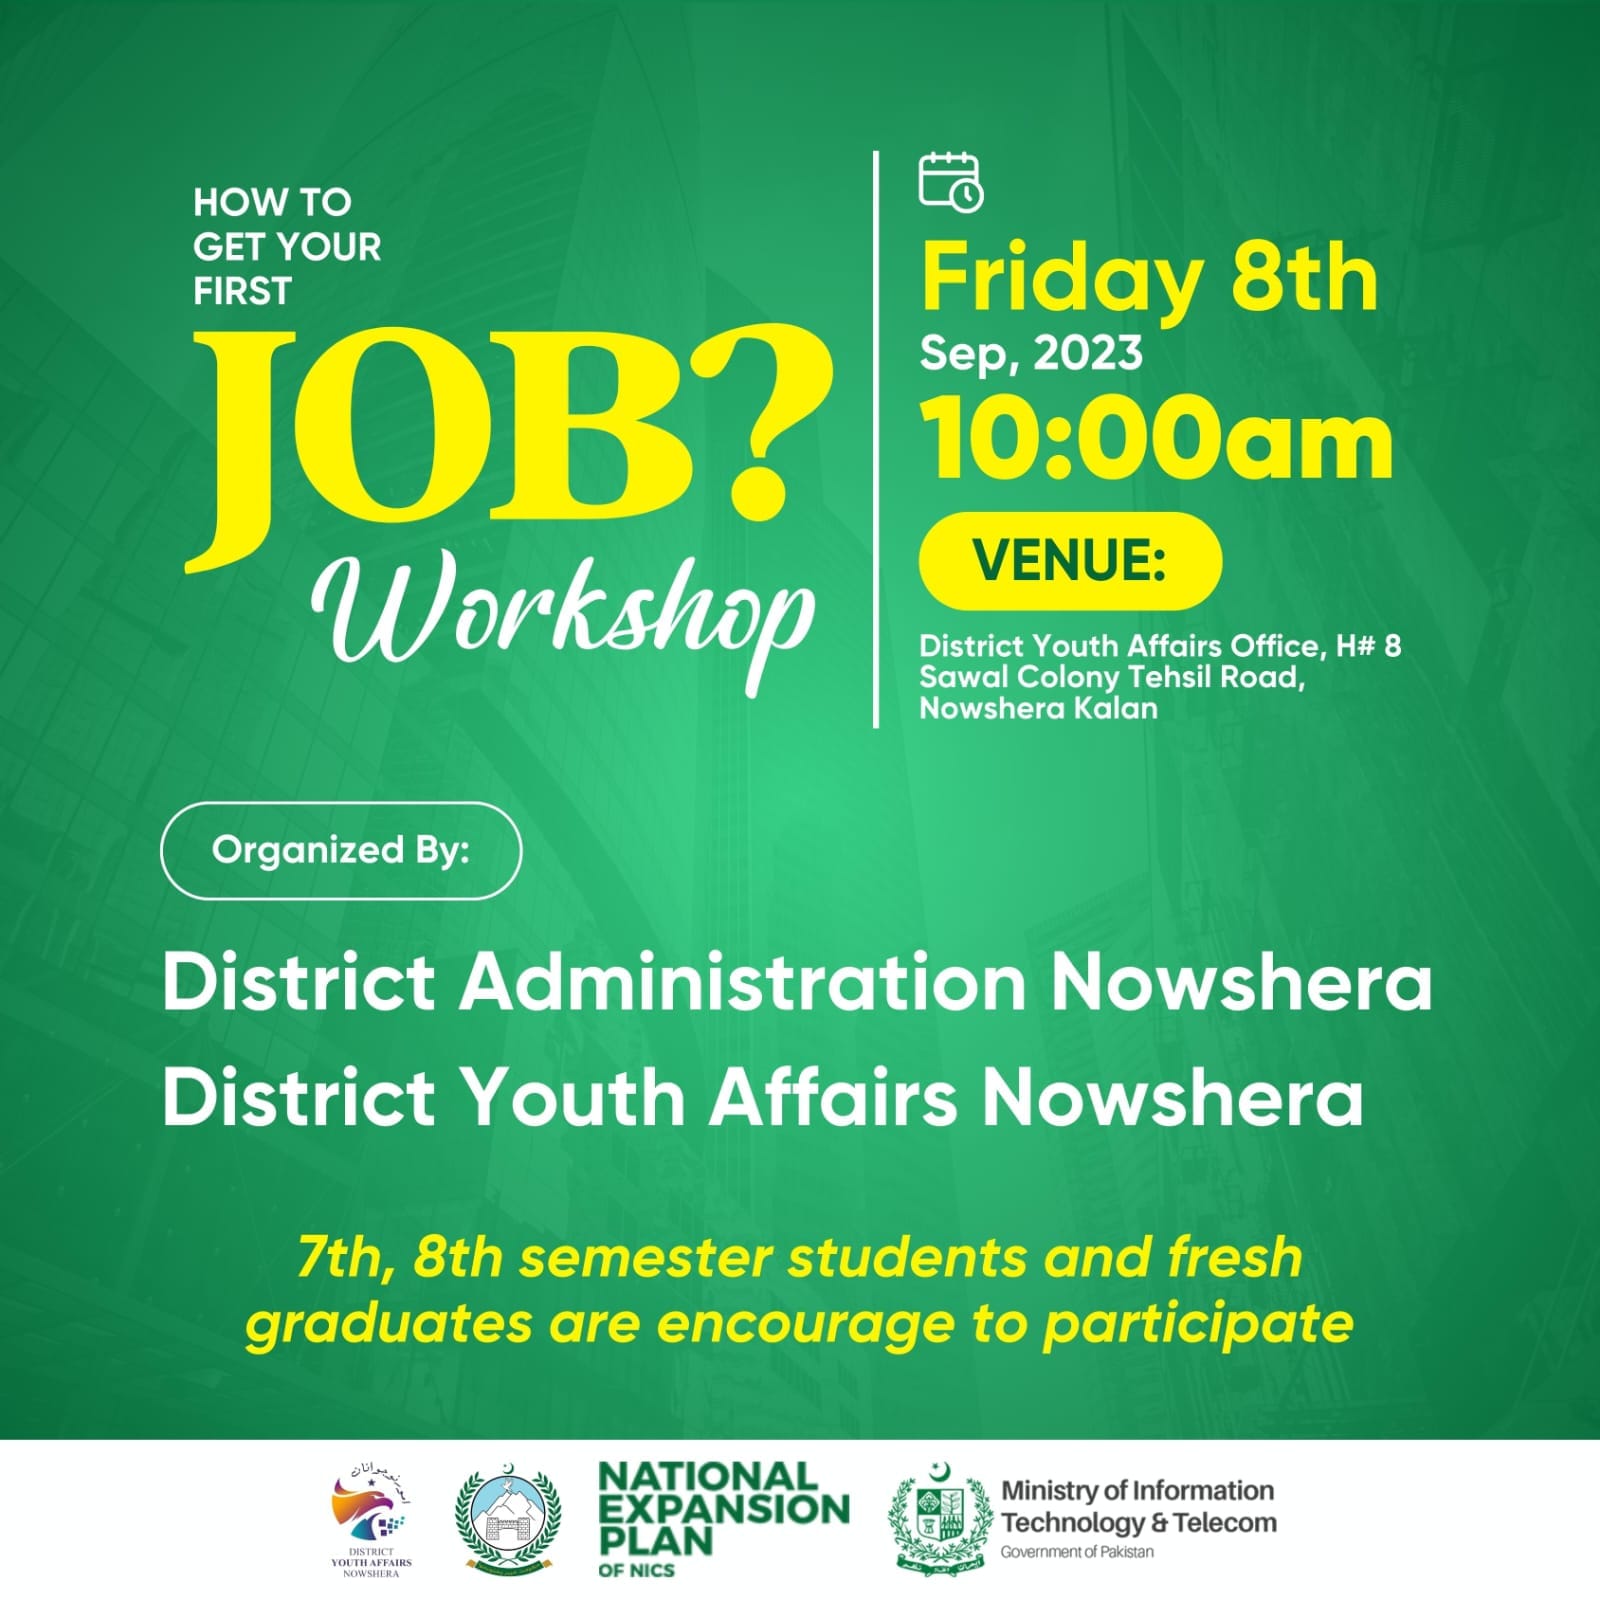 HOW TO
GET YOUR
FIRST
JOB?
Workshop
Friday 8th
Sep, 2023
10:00am
VENUE:
District Youth Affairs Office, H# 8
Sawal Colony Tehsil Road,
Nowshera Kalan
Organized By:
District Administration Nowshera
District Youth Affairs Nowshera
7th, 8th semester students and fresh
graduates are encourage to participate
امور نوجوانان
DISTRICT
YOUTH AFFAIRS
NOWSHERA
NATIONAL
EXPANSION
PLAN
OF NICS
Ministry of Information
Technology & Telecom
Government of Pakistan